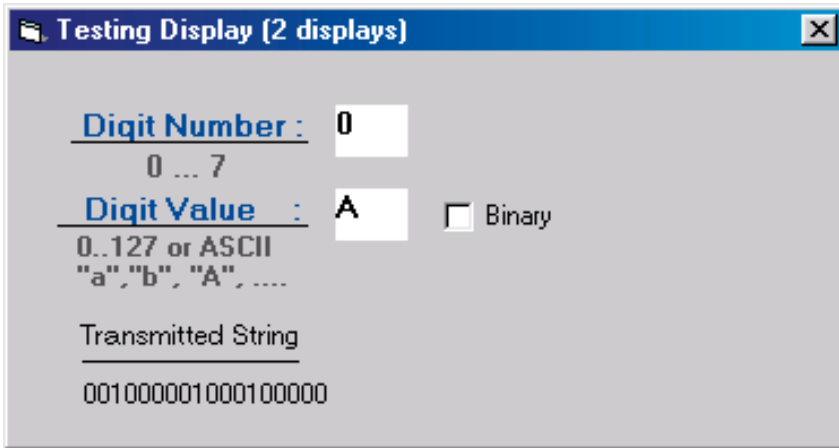 Testing Display (2 displays)
Digit Number : 0
0 ... 7
Digit Value : A Binary
0..127 or ASCII
"a","b", "A", ....
Transmitted String
001000001000100000